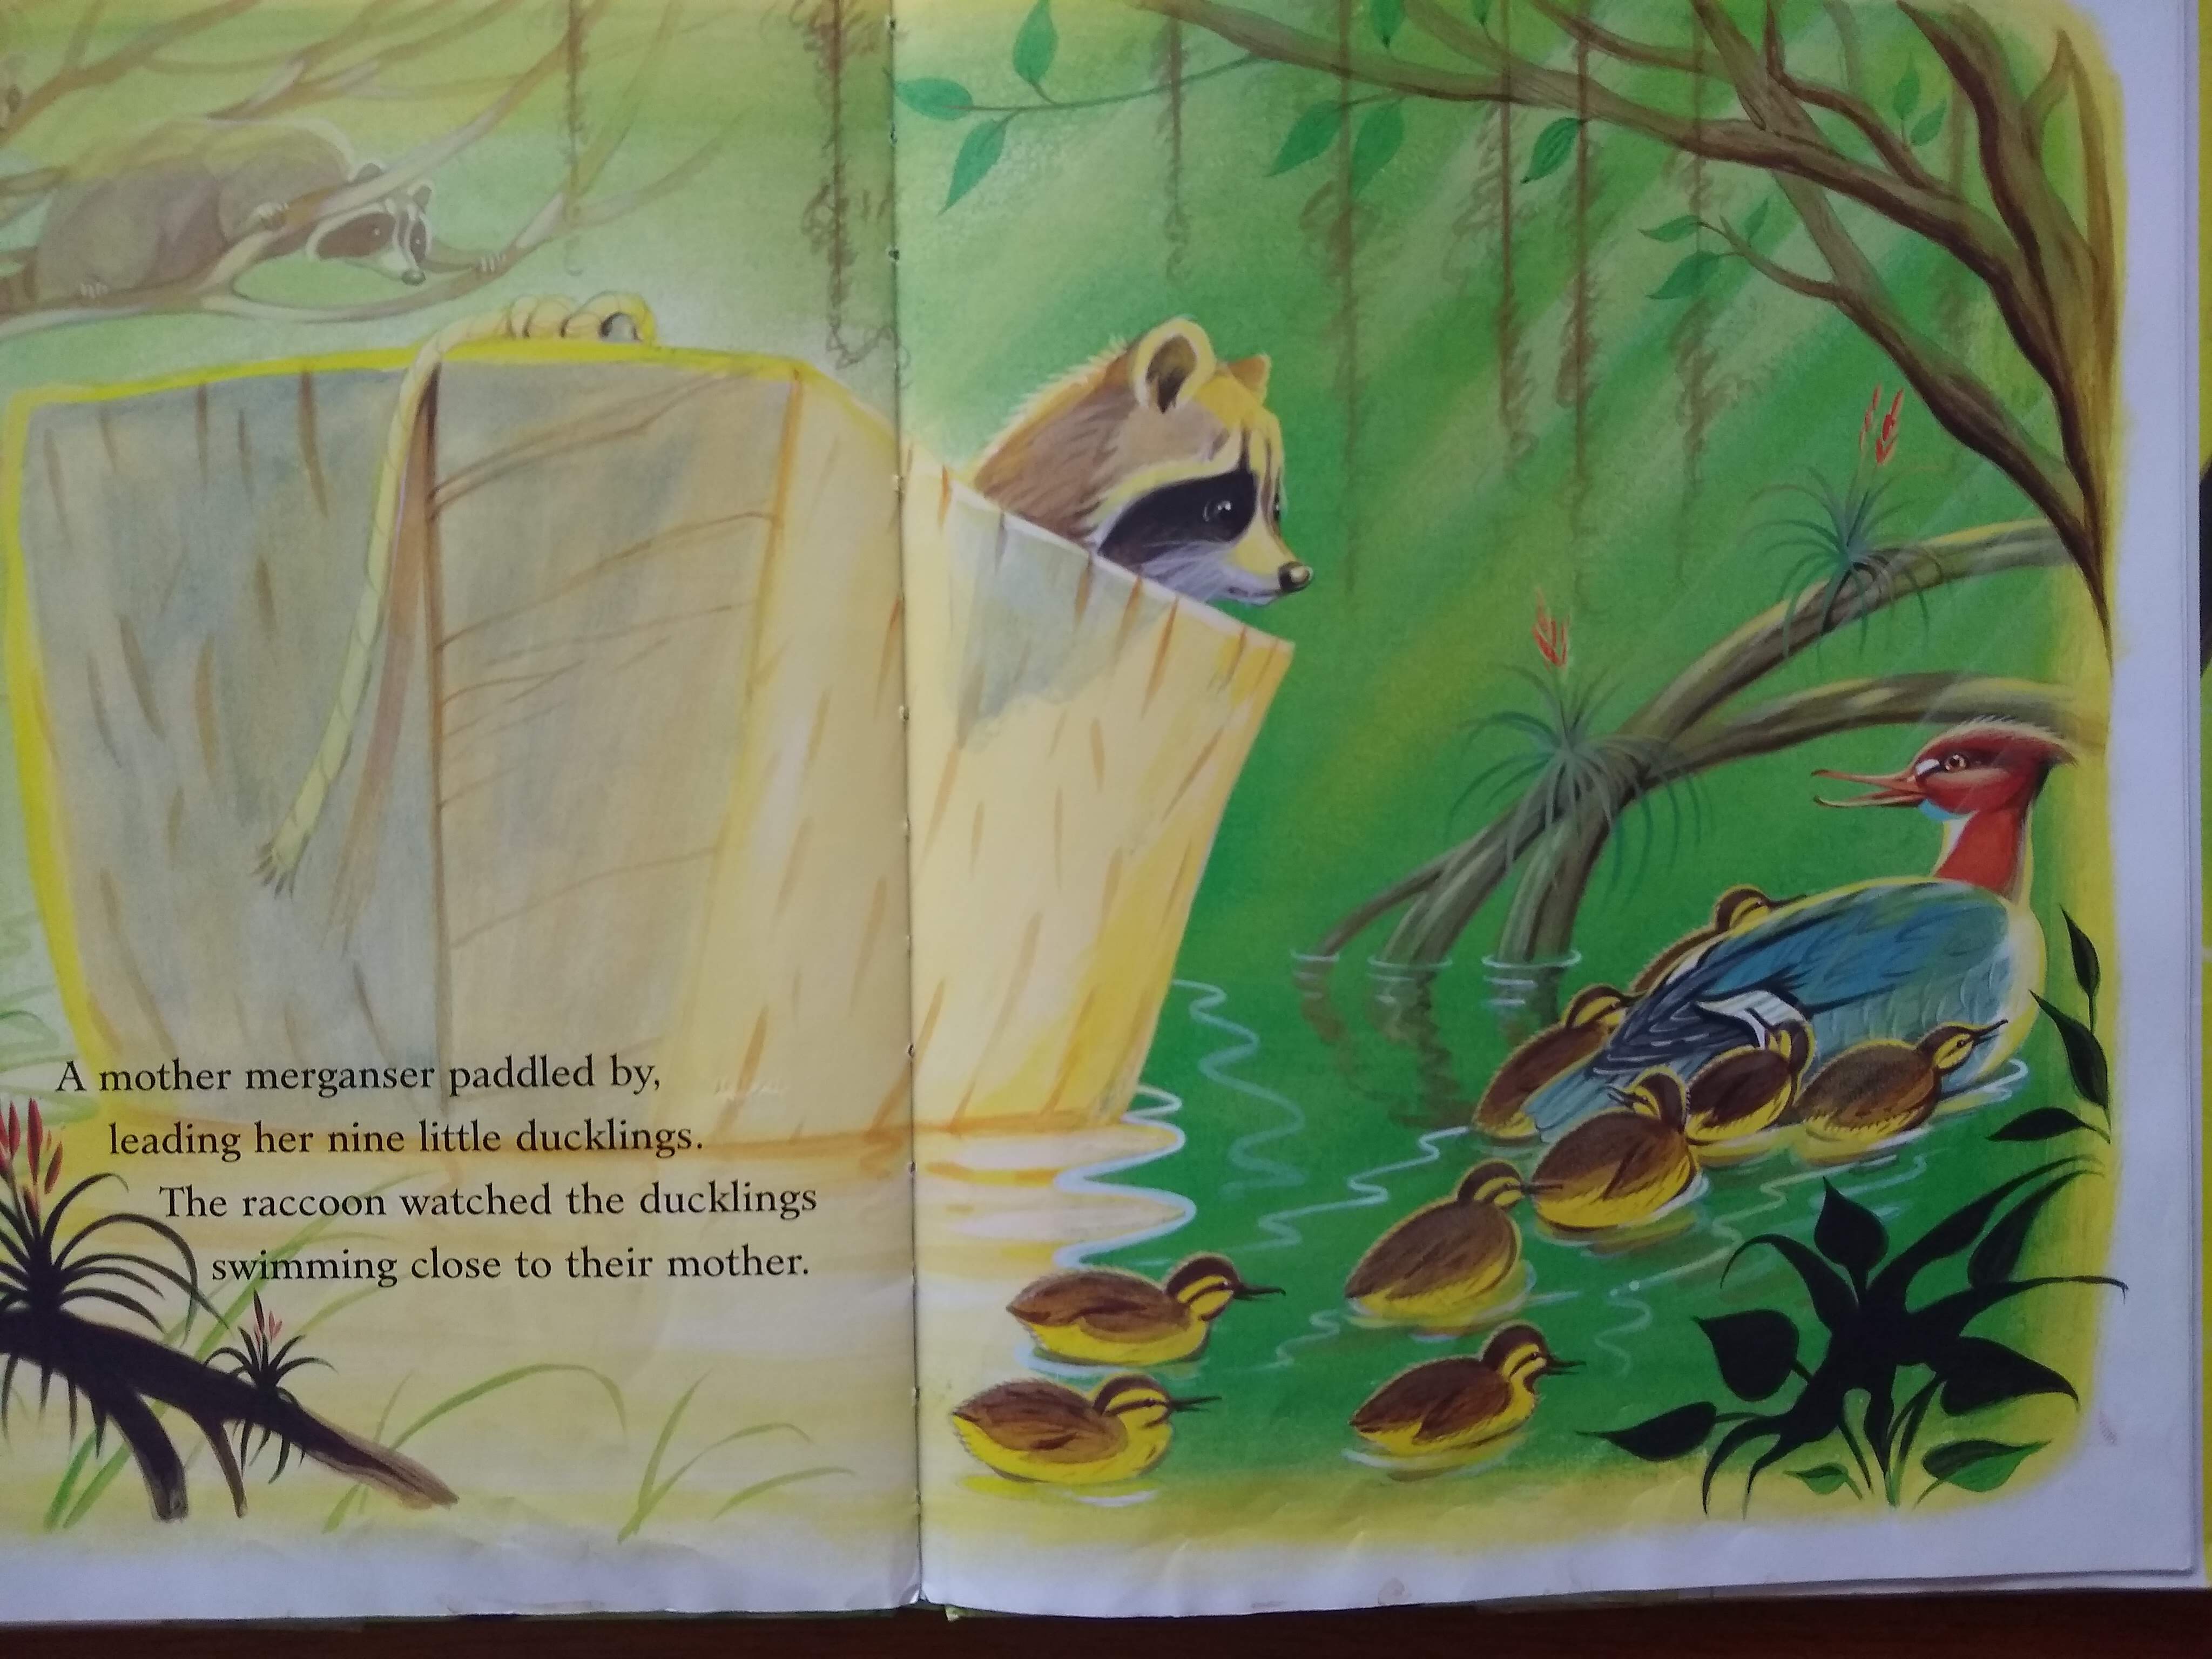 A mother merganser paddled by,
leading her nine little ducklings.
The raccoon watched the ducklings
swimming close to their mother.